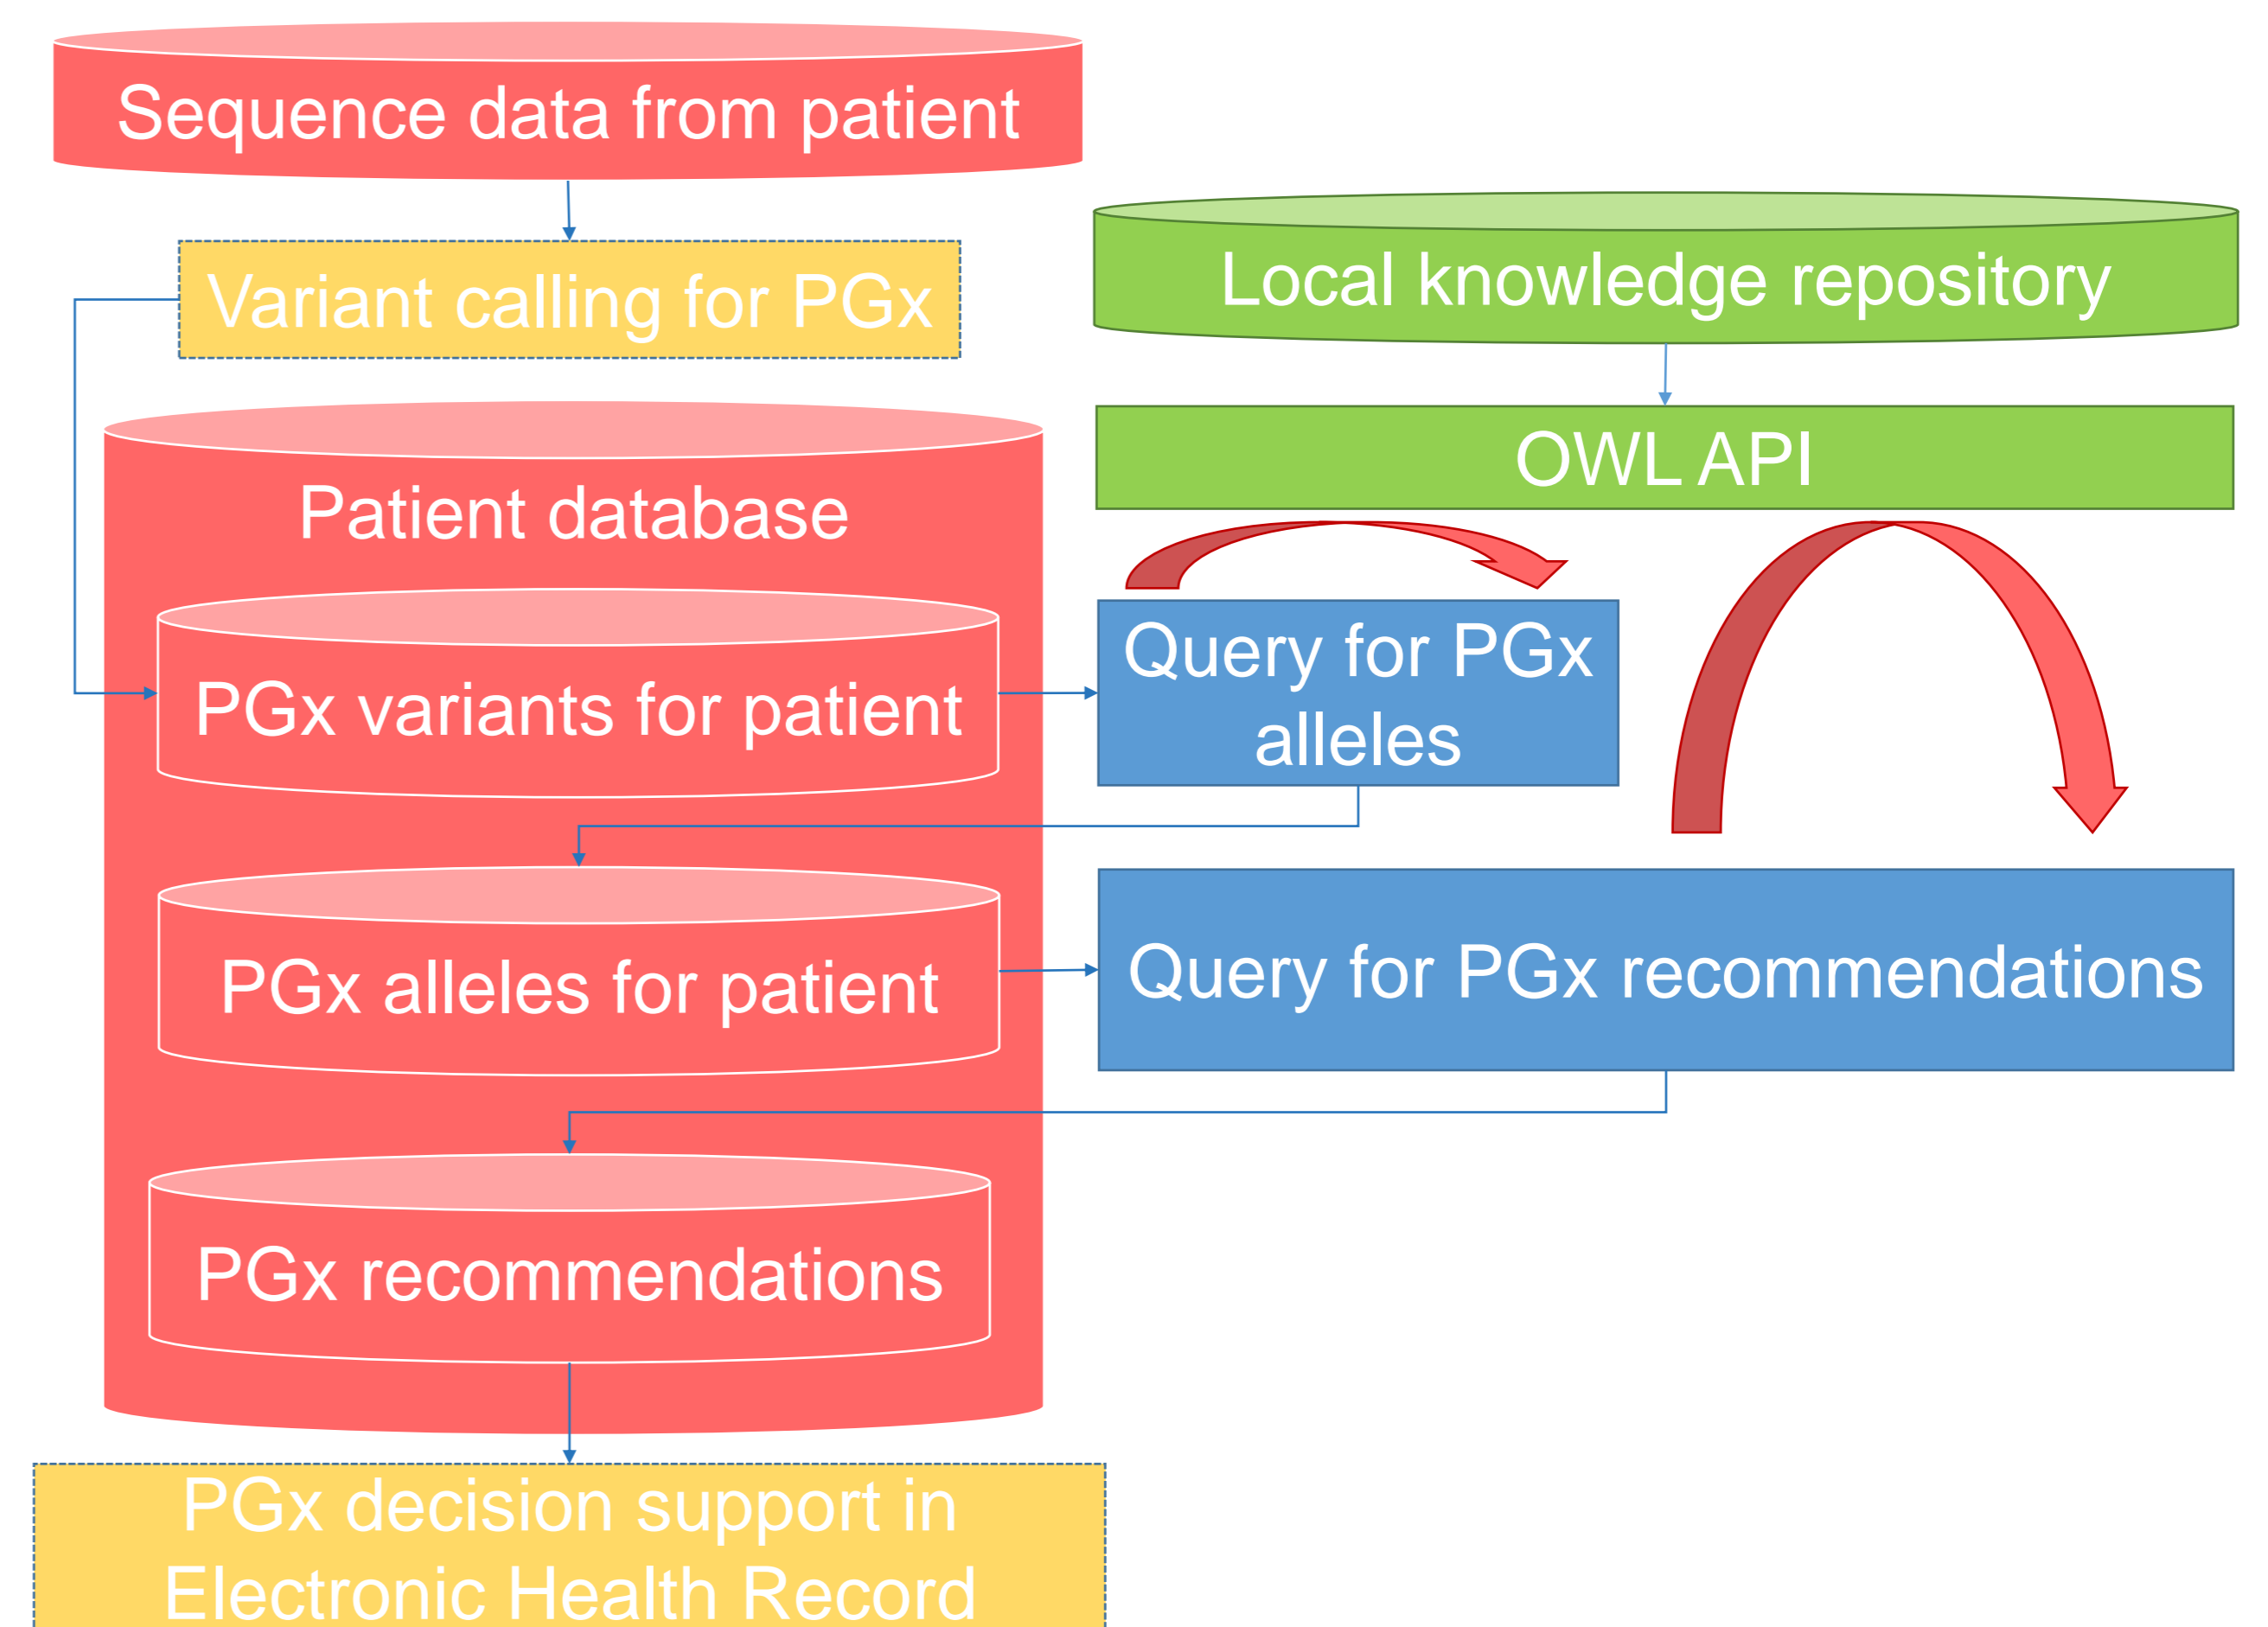 Sequence data from patient
Variant calling for PGx
Local knowledge repository
OWL API
Patient database
PGx variants for patient
Query for PGx
alleles
PGx alleles for patient
Query for PGx recommendations
PGx recommendations
PGx decision support in
Electronic Health Record